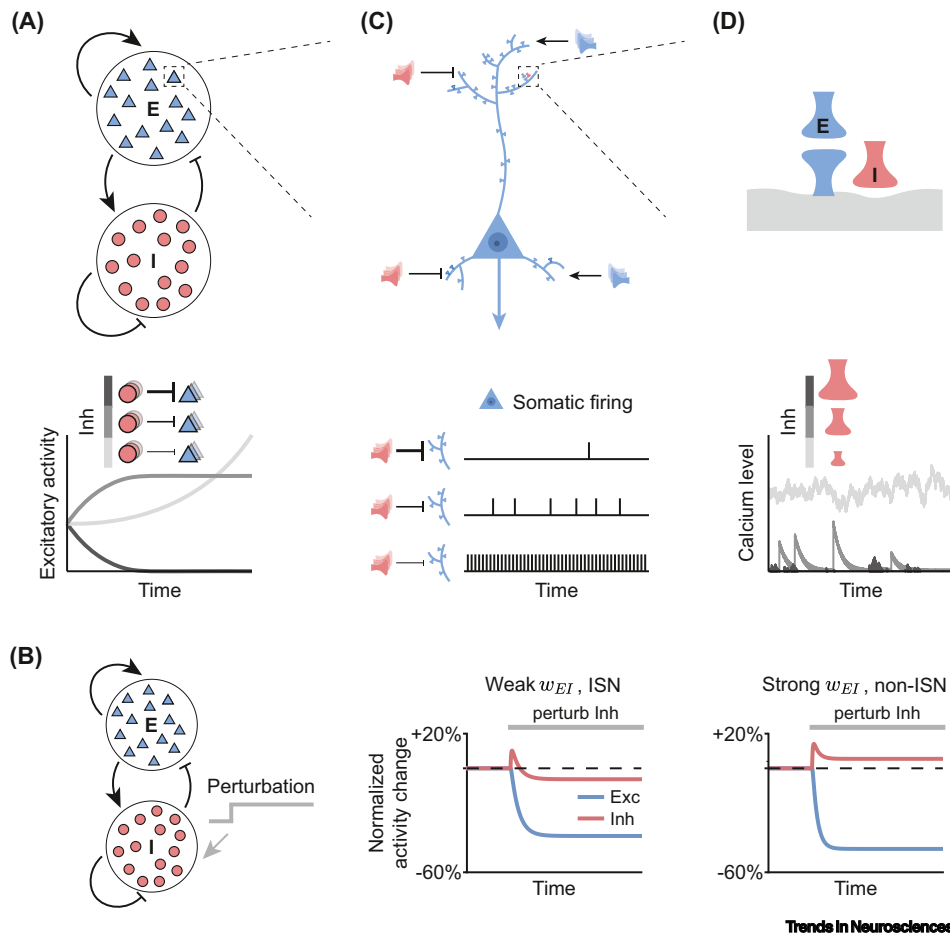 (A)
E
I
Inh
Excitatory activity
Time
(C)
Somatic firing
Time
(D)
E
I
Inh
Calcium level
Time
(B)
E
I
Perturbation
Weak w_EI, ISN
perturb Inh
+20%
Normalized
activity change
Exc
Inh
-60%
Time
Strong w_EI, non-ISN
perturb Inh
+20%
-60%
Time
Trends in Neurosciences